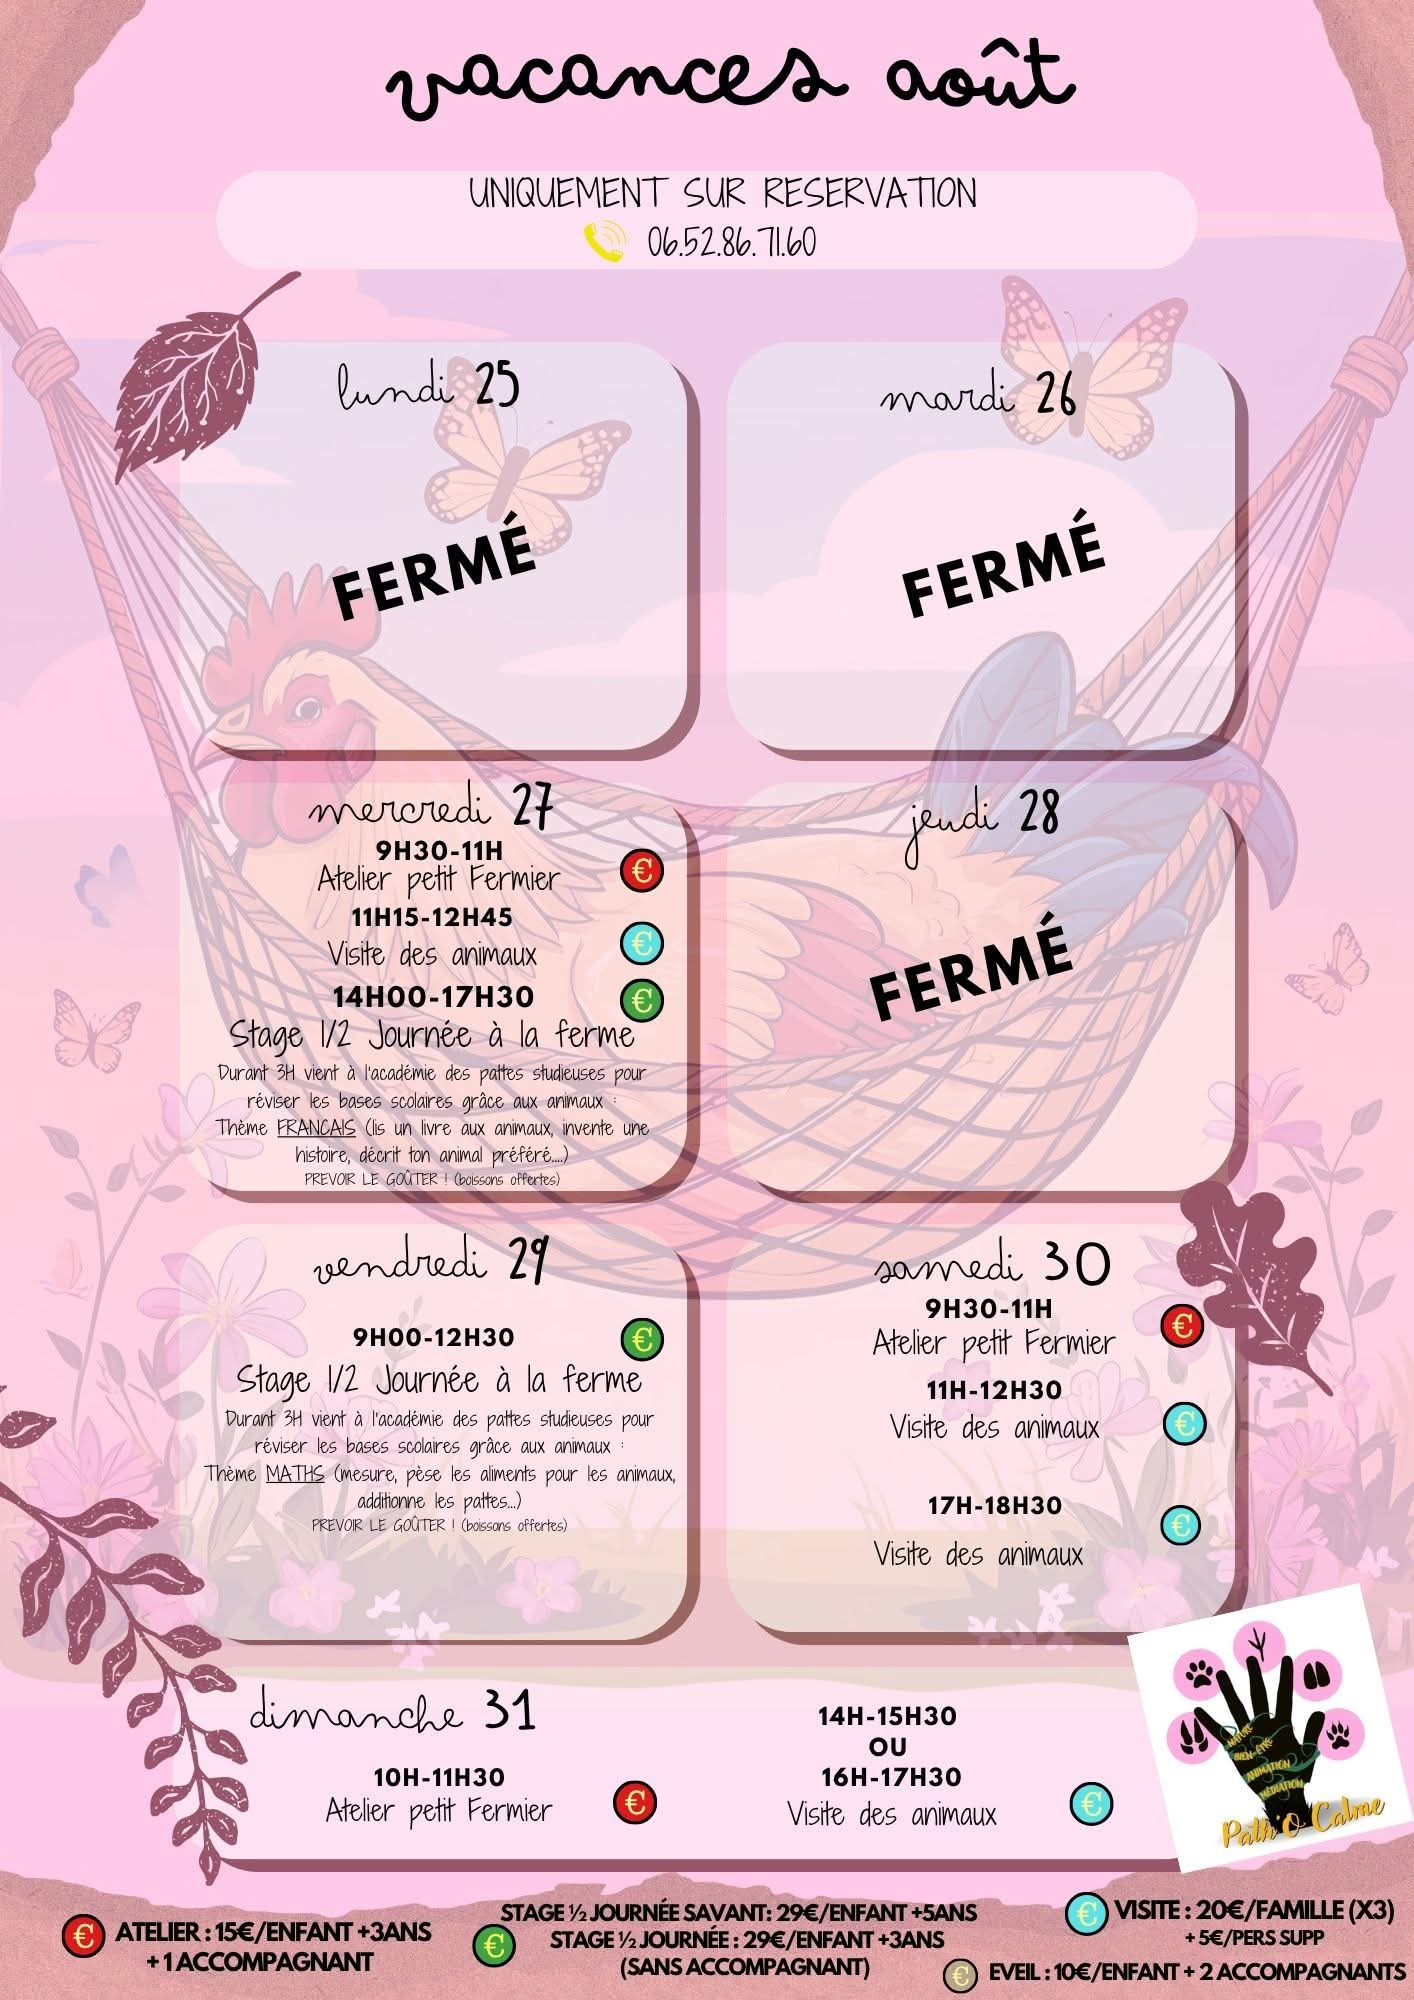 vacances août
UNIQUEMENT SUR RESERVATION
06.52.86.71.60
lundi 25
FERMÉ
mardi 26
FERMÉ
mercredi 27
9H30-11H
Atelier petit Fermier
€
11H15-12H45
Visite des animaux
€
14H00-17H30
€
Stage 1/2 Journée à la ferme
Durant 3H vient à l'académie des pattes studieuses pour
réviser les bases scolaires grâce aux animaux :
Thème FRANCAIS (lis un livre aux animaux, invente une
histoire, décrit ton animal préféré....)
PREVOIR LE GOÛTER ! (boissons offertes)
jeudi 28
FERMÉ
vendredi 29
9H00-12H30
€
Stage 1/2 Journée à la ferme
Durant 3H vient à l'académie des pattes studieuses pour
réviser les bases scolaires grâce aux animaux :
Thème MATHS (mesure, pèse les aliments pour les animaux,
additionne les pattes...)
PREVOIR LE GOÛTER ! (boissons offertes)
samedi 30
9H30-11H
Atelier petit Fermier
€
11H-12H30
Visite des animaux
€
17H-18H30
€
Visite des animaux
dimanche 31
10H-11H30
Atelier petit Fermier
€
14H-15H30
OU
16H-17H30
Visite des animaux
€
NATURE
BIEN-ÊTRE
ANIMATION
MÉDIATION
Path'O Calme
€ ATELIER : 15€/ENFANT +3ANS
+ 1 ACCOMPAGNANT
€
STAGE ½ JOURNÉE SAVANT: 29€/ENFANT +5ANS
STAGE ½ JOURNÉE : 29€/ENFANT +3ANS
(SANS ACCOMPAGNANT)
€ VISITE : 20€/FAMILLE (X3)
+ 5€/PERS SUPP
€ EVEIL : 10€/ENFANT + 2 ACCOMPAGNANTS